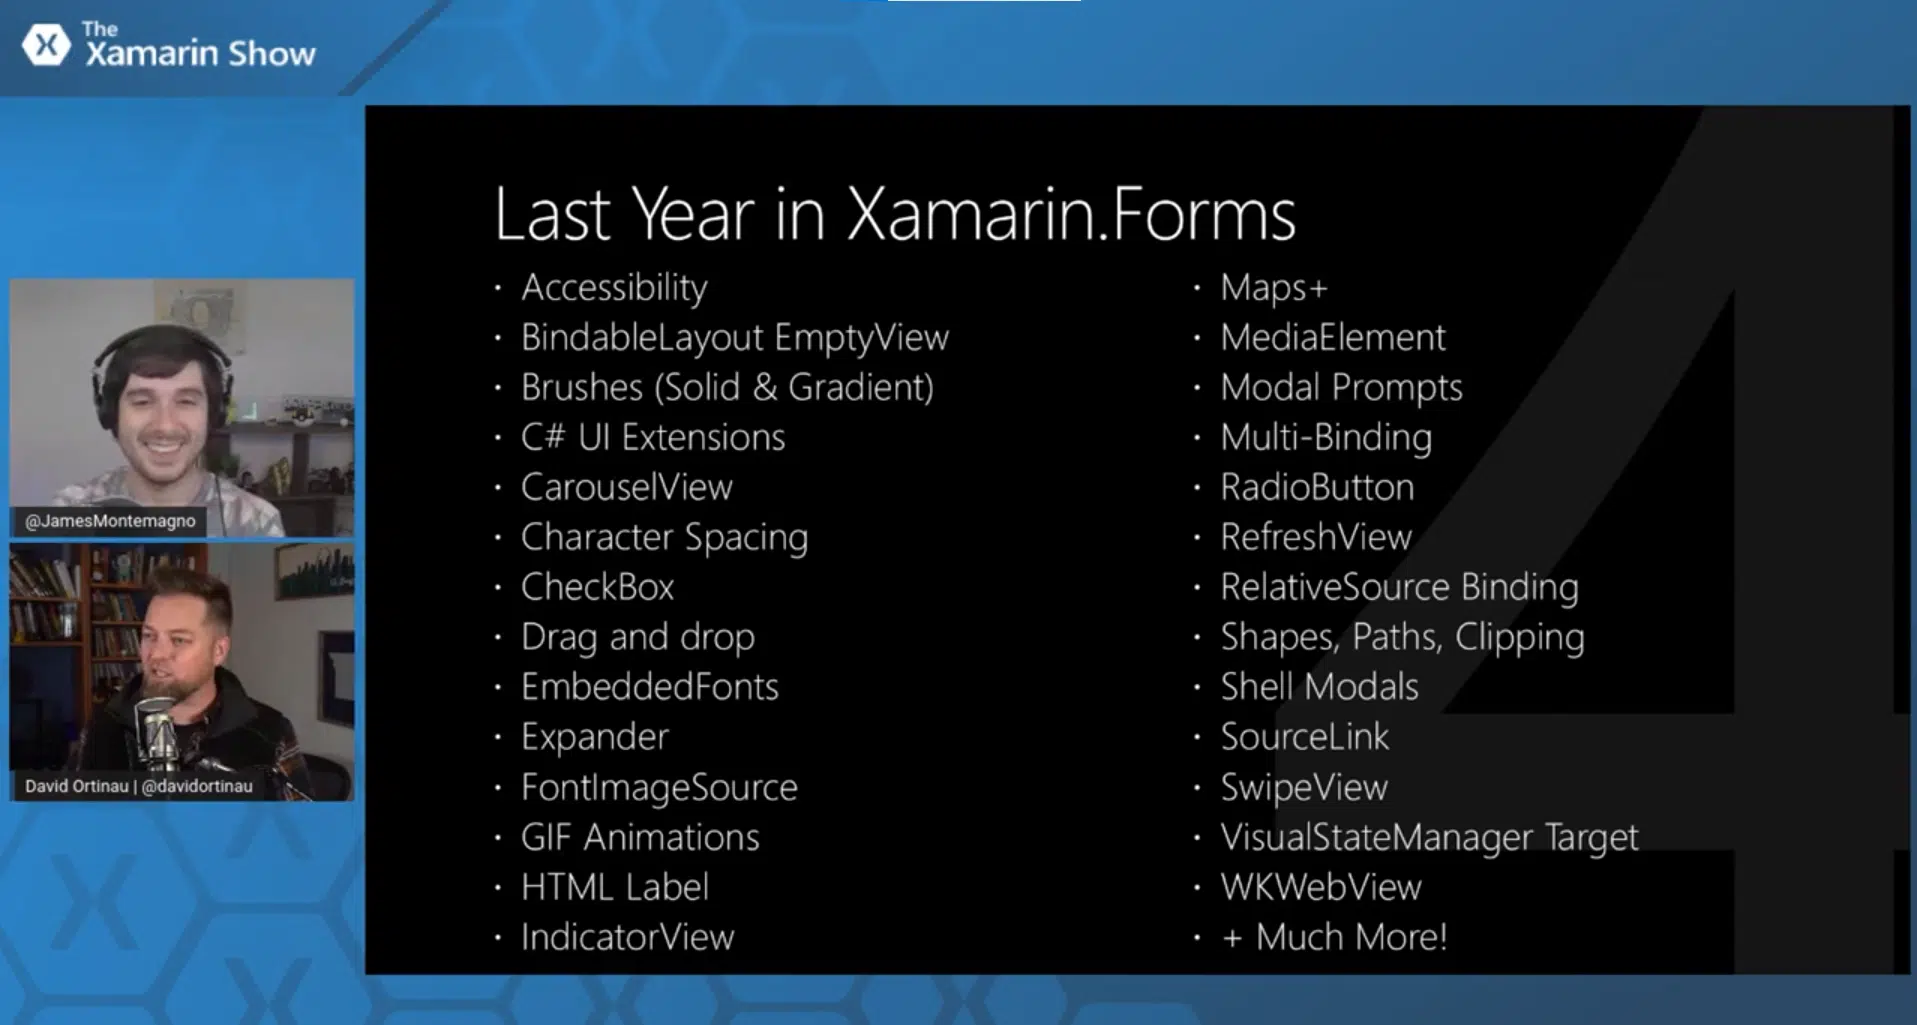 The
Xamarin Show
Last Year in Xamarin.Forms
• Accessibility
• BindableLayout EmptyView
• Brushes (Solid & Gradient)
• C# UI Extensions
• CarouselView
• Character Spacing
• CheckBox
• Drag and drop
• EmbeddedFonts
• Expander
• FontImageSource
• GIF Animations
• HTML Label
• IndicatorView
• Maps+
• MediaElement
• Modal Prompts
• Multi-Binding
• RadioButton
• RefreshView
• RelativeSource Binding
• Shapes, Paths, Clipping
• Shell Modals
• SourceLink
• SwipeView
• VisualStateManager Target
• WKWebView
• + Much More!
4
@JamesMontemagno
David Ortinau | @davidortinau